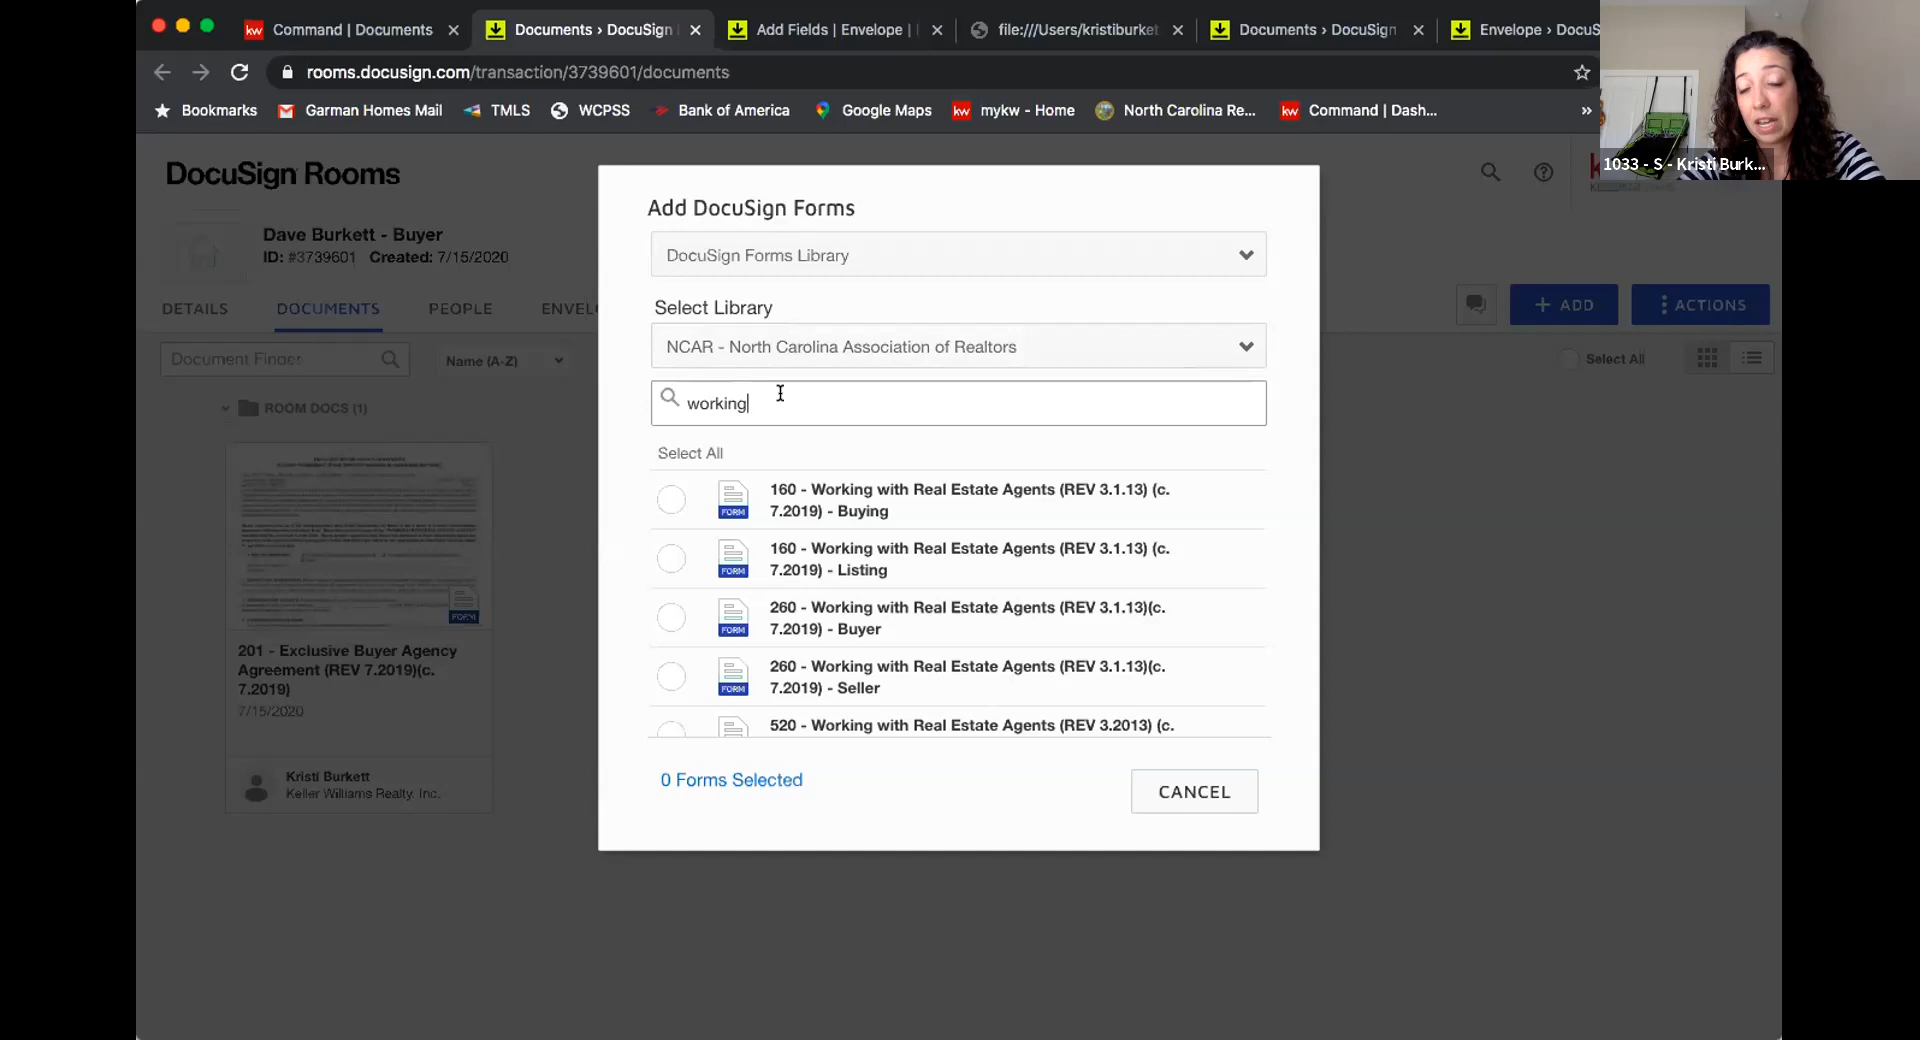 kw Command | Documents
Documents › DocuSign
Add Fields | Envelope |
file:///Users/kristiburket
Documents › DocuSign
Envelope › DocuS
rooms.docusign.com/transaction/3739601/documents
Bookmarks
Garman Homes Mail
TMLS
WCPSS
Bank of America
Google Maps
kw mykw - Home
North Carolina Re...
kw Command | Dash...
»
1033 - S - Kristi Burk...
DocuSign Rooms
Dave Burkett - Buyer
ID: #3739601 Created: 7/15/2020
DETAILS
DOCUMENTS
PEOPLE
ENVEL
+ ADD
ACTIONS
Document Finder
Name (A-Z)
Select All
ROOM DOCS (1)
FORM
201 - Exclusive Buyer Agency
Agreement (REV 7.2019)(c.
7.2019)
7/15/2020
Kristi Burkett
Keller Williams Realty, Inc.
Add DocuSign Forms
DocuSign Forms Library
Select Library
NCAR - North Carolina Association of Realtors
working
Select All
FORM
160 - Working with Real Estate Agents (REV 3.1.13) (c.
7.2019) - Buying
FORM
160 - Working with Real Estate Agents (REV 3.1.13) (c.
7.2019) - Listing
FORM
260 - Working with Real Estate Agents (REV 3.1.13)(c.
7.2019) - Buyer
FORM
260 - Working with Real Estate Agents (REV 3.1.13)(c.
7.2019) - Seller
520 - Working with Real Estate Agents (REV 3.2013) (c.
0 Forms Selected
CANCEL